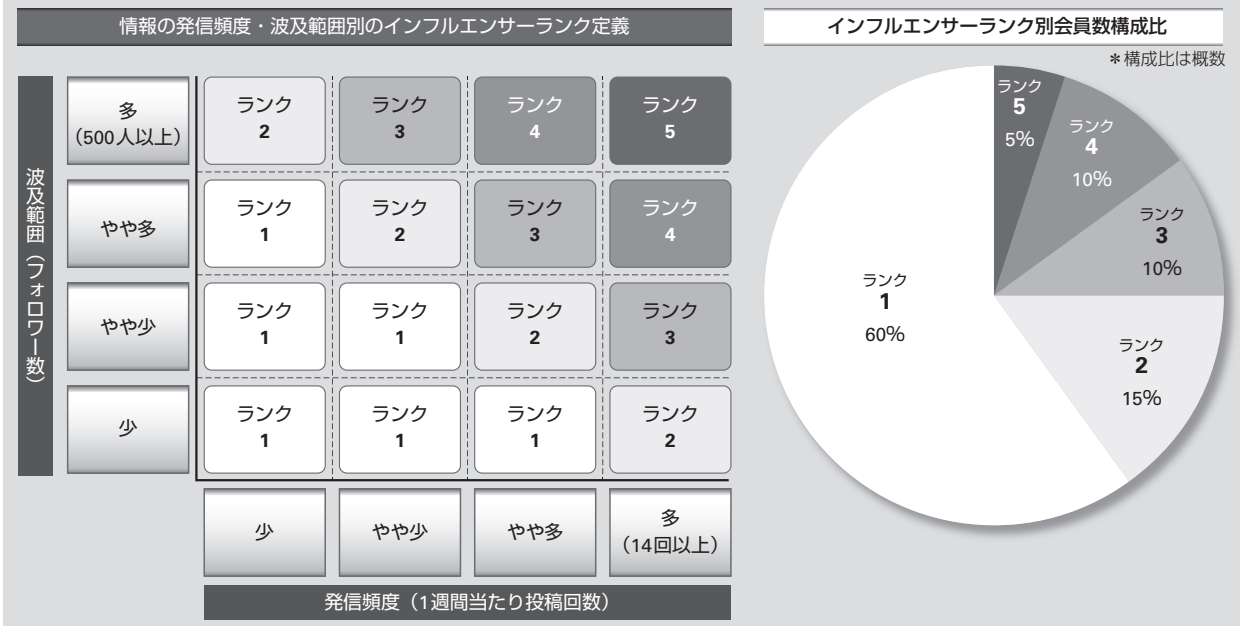 情報の発信頻度・波及範囲別のインフルエンサーランク定義
波及範囲（フォロワー数）
多
（500人以上）
ランク
2
ランク
3
ランク
4
ランク
5
やや多
ランク
1
ランク
2
ランク
3
ランク
4
やや少
ランク
1
ランク
1
ランク
2
ランク
3
少
ランク
1
ランク
1
ランク
1
ランク
2
少
やや少
やや多
多
（14回以上）
発信頻度（1週間当たり投稿回数）
インフルエンサーランク別会員数構成比
＊構成比は概数
ランク
5
5%
ランク
4
10%
ランク
3
10%
ランク
2
15%
ランク
1
60%